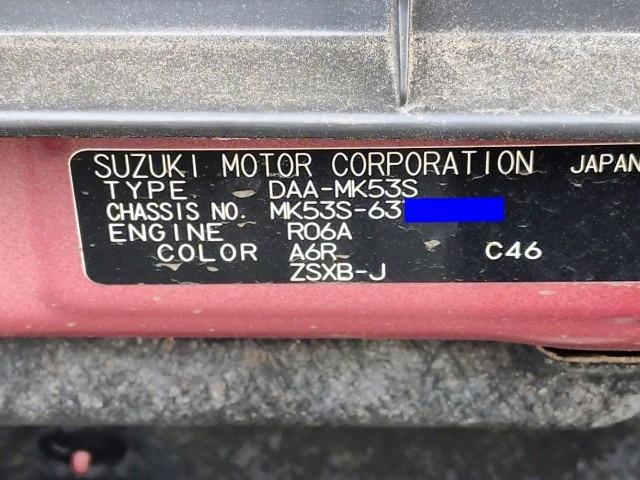 SUZUKI MOTOR CORPORATION JAPAN
TYPE DAA-MK53S
CHASSIS NO. MK53S-63
ENGINE R06A
COLOR A6R C46
ZSXB-J